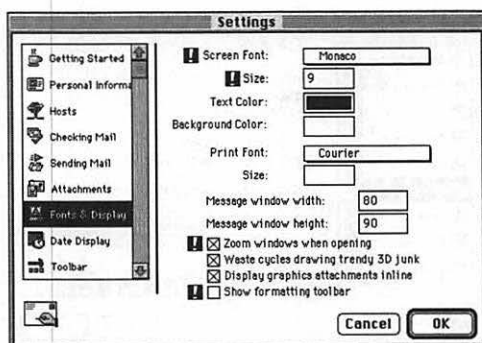 Settings
Getting Started
Personal Informa
Hosts
Checking Mail
Sending Mail
Attachments
Fonts & Display
Date Display
Toolbar
! Screen Font: Monaco
! Size: 9
Text Color:
Background Color:
Print Font: Courier
Size:
Message window width: 80
Message window height: 90
! Zoom windows when opening
Waste cycles drawing trendy 3D junk
Display graphics attachments inline
! Show formatting toolbar
Cancel OK